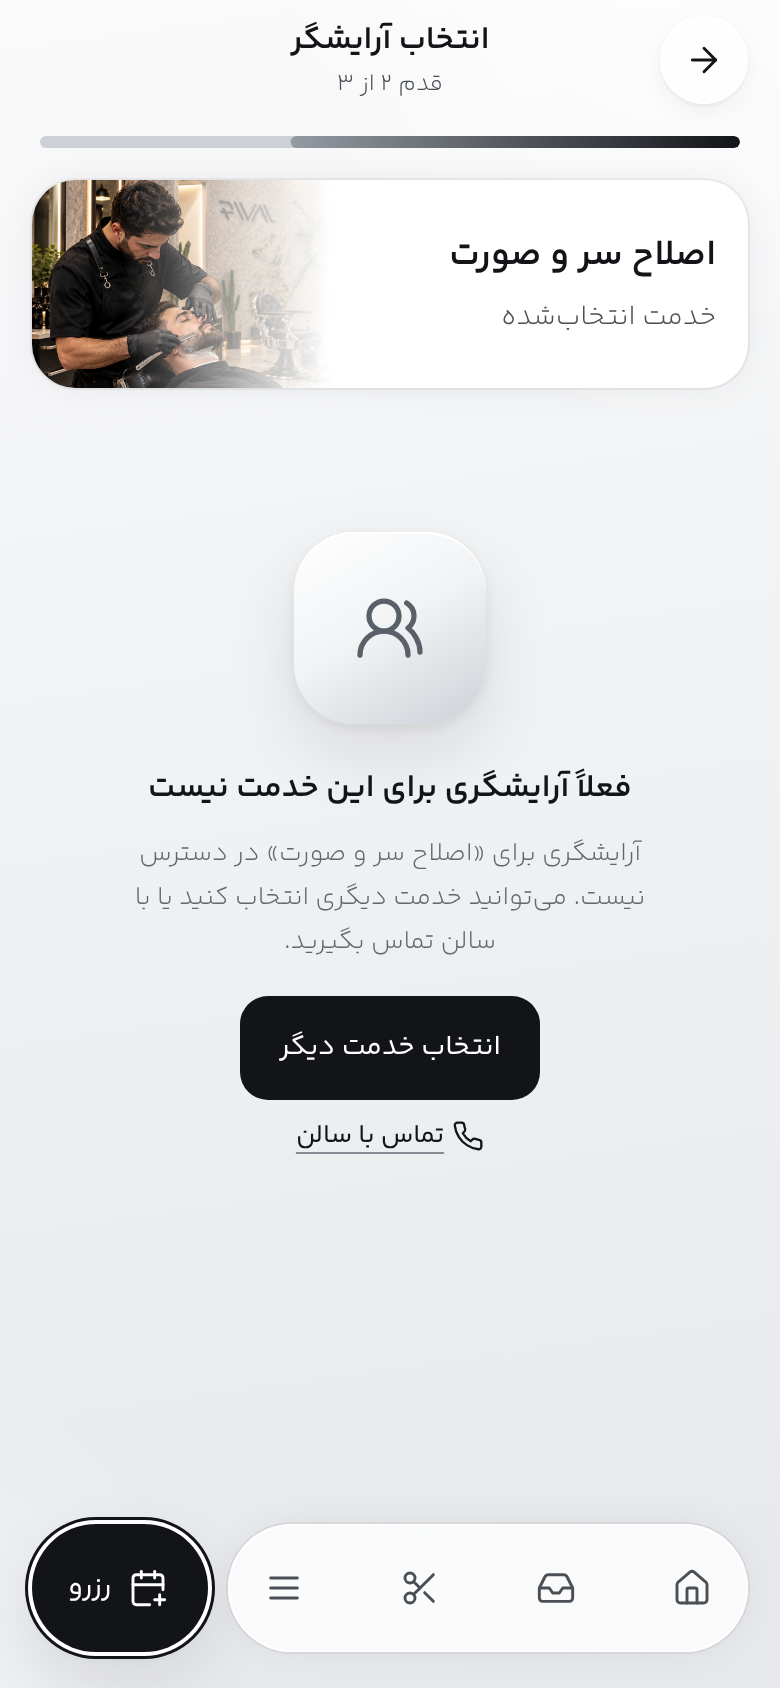 انتخاب آرایشگر
قدم ۲ از ۳
اصلاح سر و صورت
خدمت انتخاب‌شده
فعلاً آرایشگری برای این خدمت نیست
آرایشگری برای «اصلاح سر و صورت» در دسترس
نیست. می‌توانید خدمت دیگری انتخاب کنید یا با
سالن تماس بگیرید.
انتخاب خدمت دیگر
تماس با سالن
رزرو